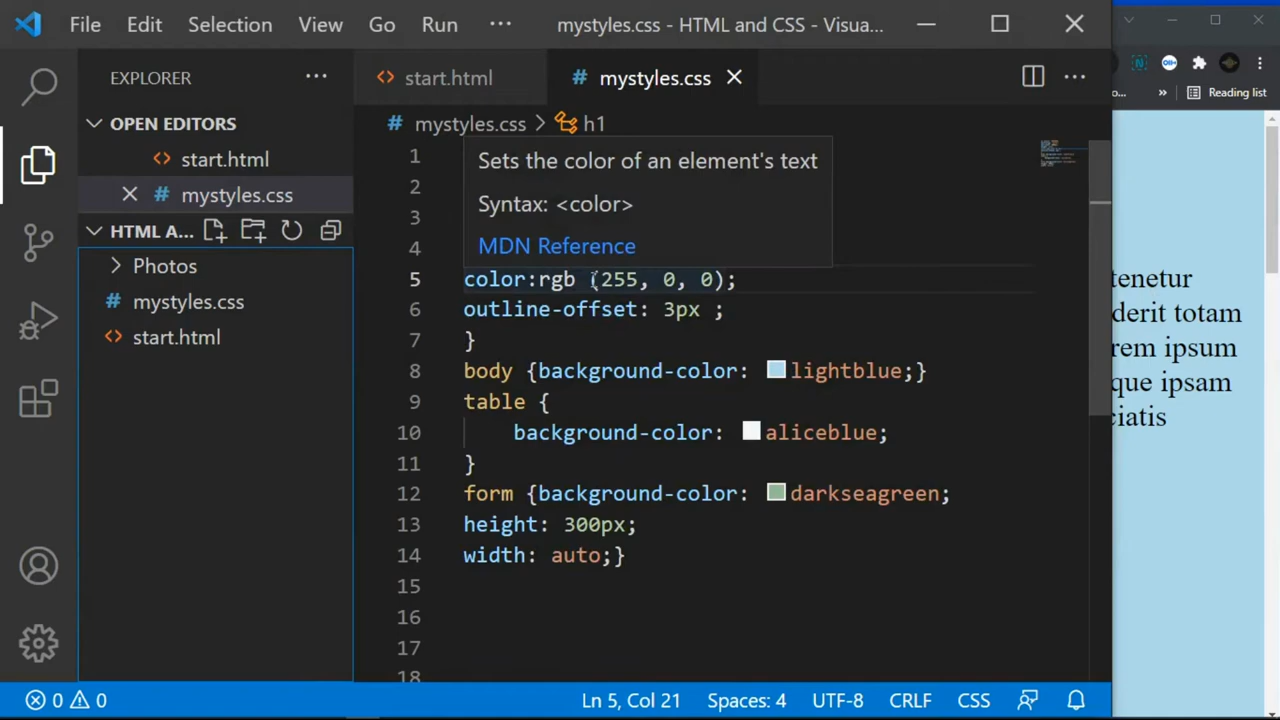 File Edit Selection View Go Run ··· mystyles.css - HTML and CSS - Visua...
EXPLORER ···
start.html
mystyles.css
Reading list
OPEN EDITORS
start.html
mystyles.css
HTML A...
Photos
mystyles.css
start.html
mystyles.css > h1
1
2
3
4
Sets the color of an element's text
Syntax: <color>
MDN Reference
5 color:rgb (255, 0, 0);
6 outline-offset: 3px ;
7 }
8 body {background-color: lightblue;}
9 table {
10 background-color: aliceblue;
11 }
12 form {background-color: darkseagreen;
13 height: 300px;
14 width: auto;}
15
16
17
18
o... »
tenetur
derit totam
rem ipsum
que ipsam
ciatis
0 0 Ln 5, Col 21 Spaces: 4 UTF-8 CRLF CSS